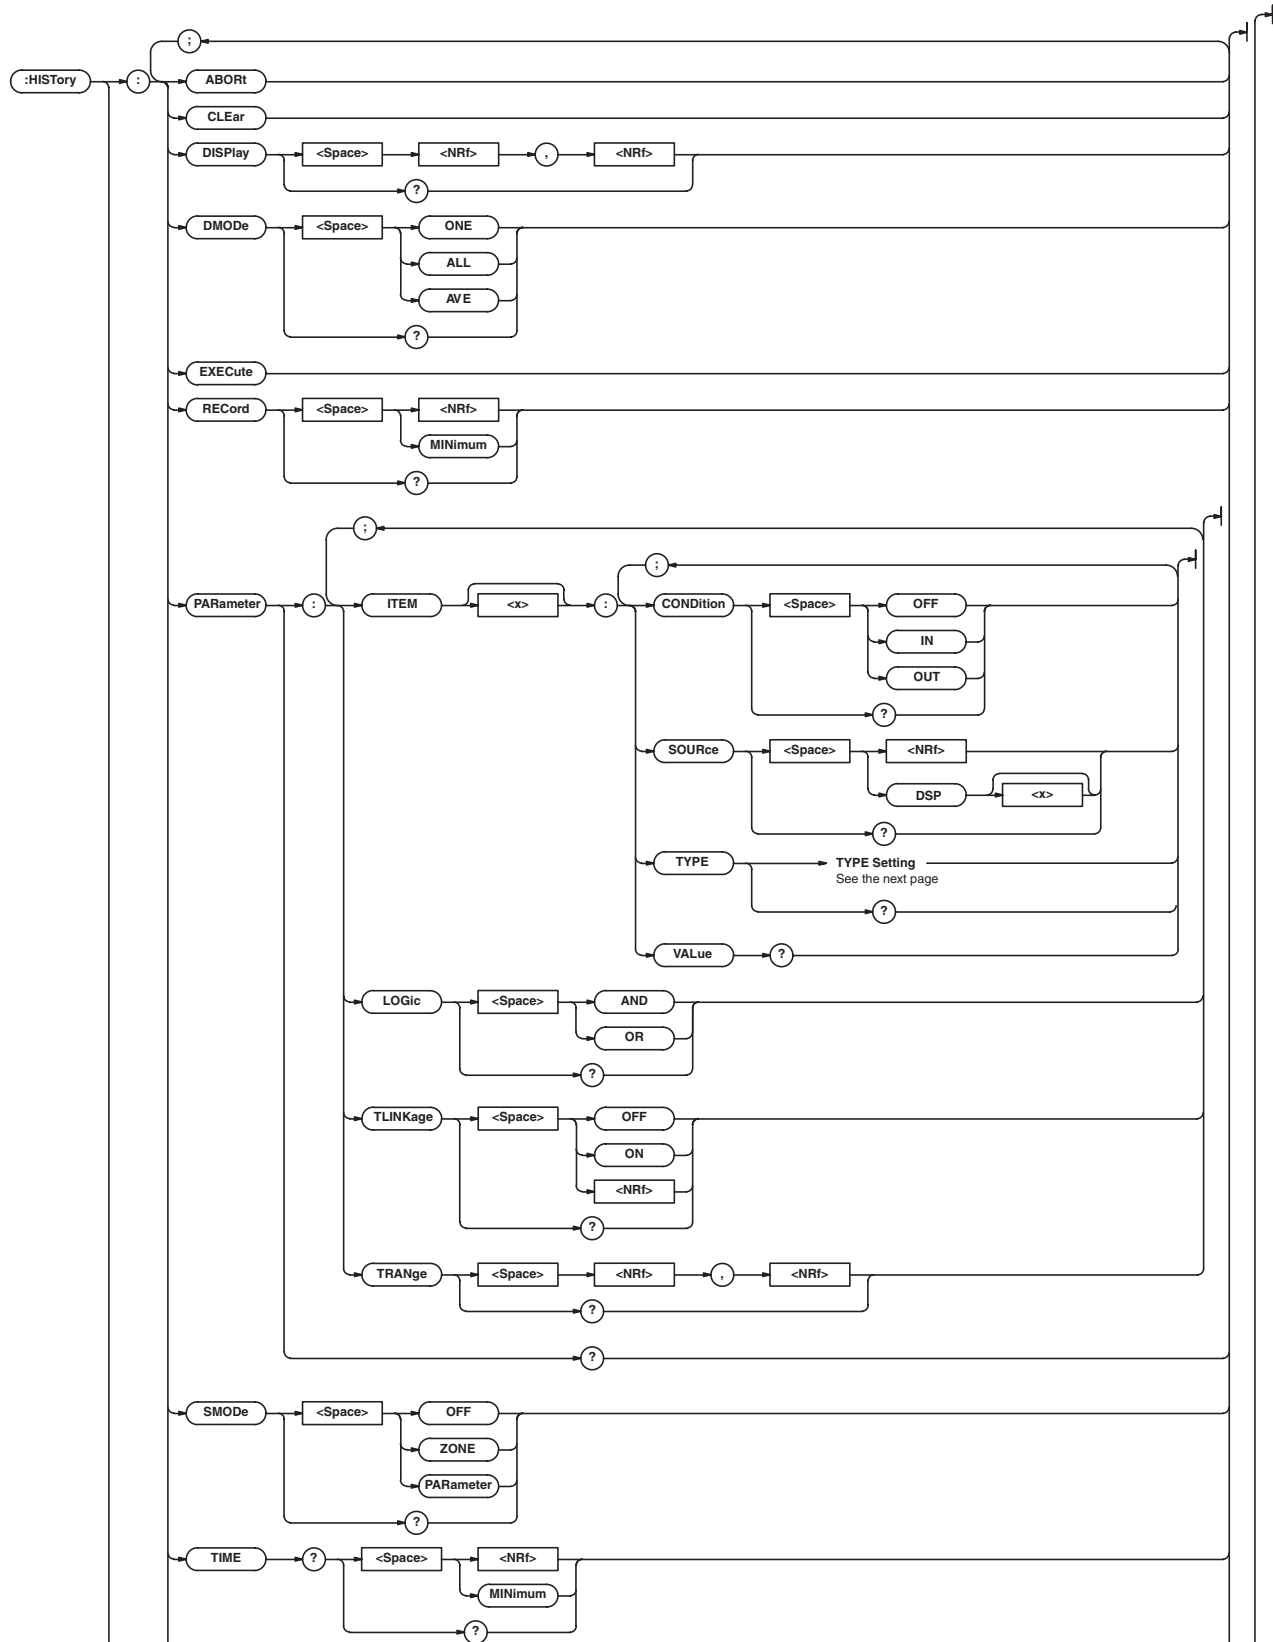 ;
:HISTory : ABORt
CLEar
DISPlay <Space> <NRf> , <NRf>
?
DMODe <Space> ONE
ALL
AVE
?
EXECute
RECord <Space> <NRf>
MINimum
?
;
;
PARameter : ITEM <x> : CONDition <Space> OFF
IN
OUT
?
SOURce <Space> <NRf>
DSP <x>
?
TYPE TYPE Setting
See the next page
?
VALue ?
LOGic <Space> AND
OR
?
TLINKage <Space> OFF
ON
<NRf>
?
TRANge <Space> <NRf> , <NRf>
?
?
SMODe <Space> OFF
ZONE
PARameter
?
TIME ? <Space> <NRf>
MINimum
?